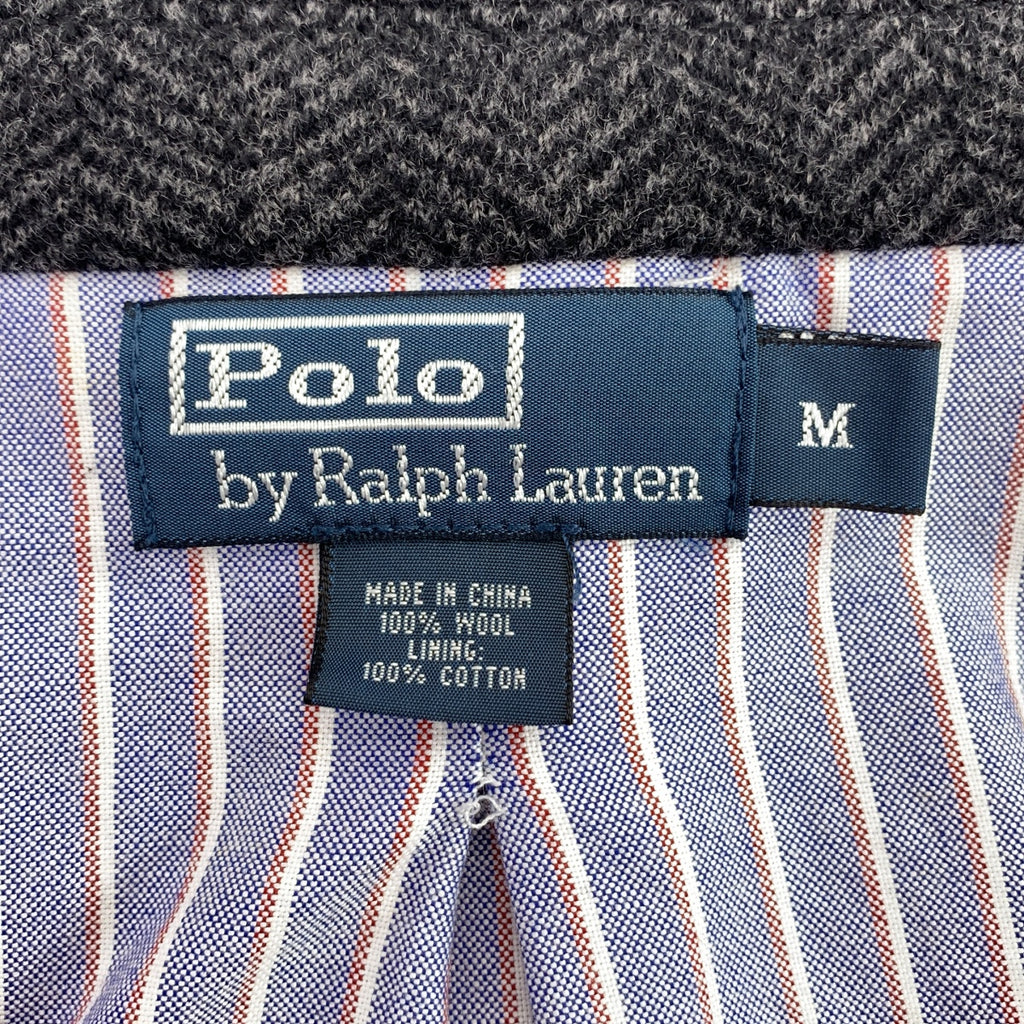 Polo
by Ralph Lauren
M
MADE IN CHINA
100% WOOL
LINING:
100% COTTON